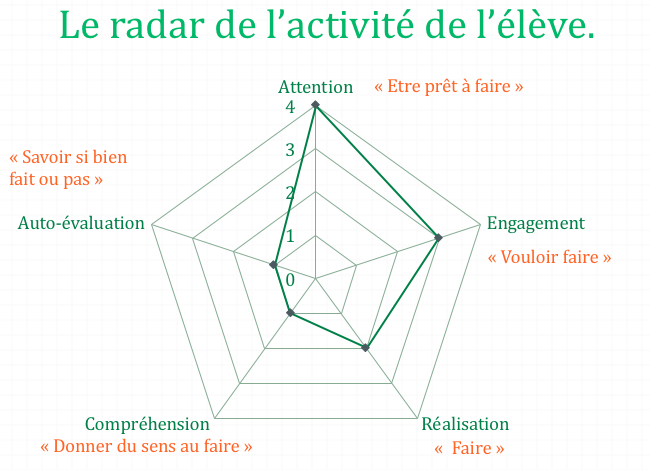 Le radar de l’activité de l’élève.
Attention
« Etre prêt à faire »
4
3
2
1
0
« Savoir si bien
fait ou pas »
Auto-évaluation
Engagement
« Vouloir faire »
Compréhension
« Donner du sens au faire »
Réalisation
«  Faire »